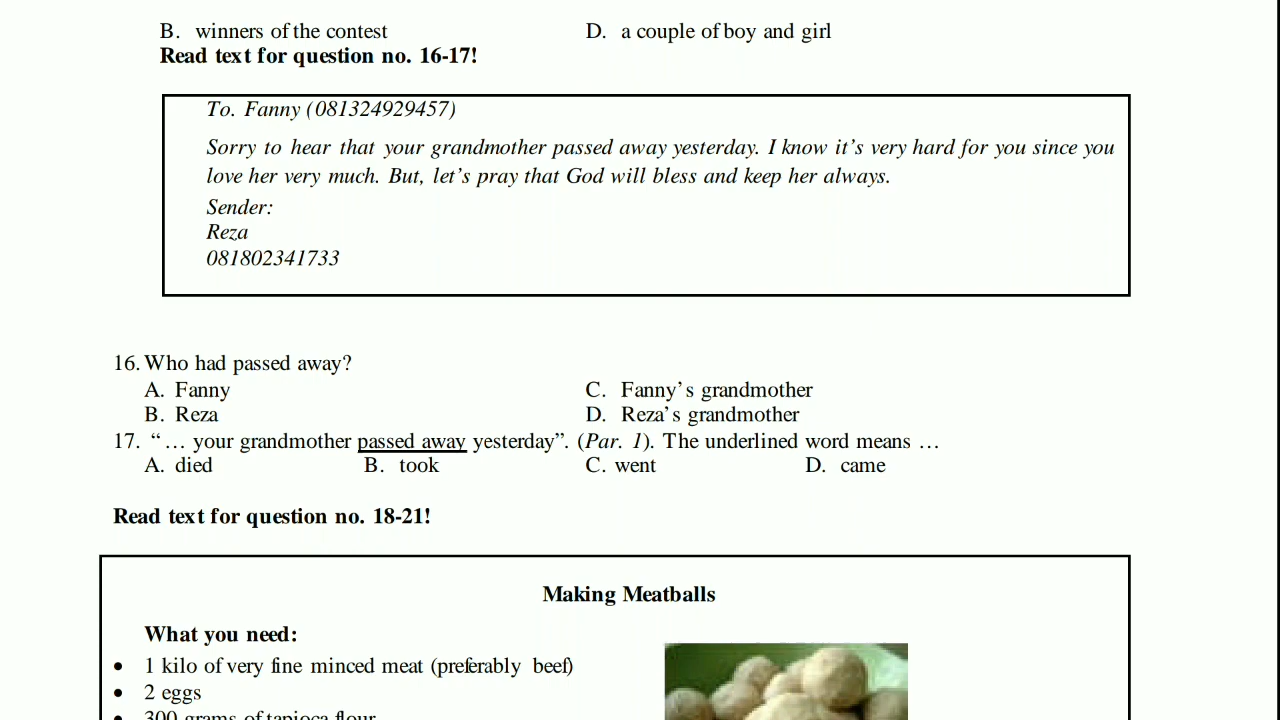 B. winners of the contest D. a couple of boy and girl
Read text for question no. 16-17!
To. Fanny (081324929457)
Sorry to hear that your grandmother passed away yesterday. I know it's very hard for you since you
love her very much. But, let's pray that God will bless and keep her always.
Sender:
Reza
081802341733
16. Who had passed away?
A. Fanny C. Fanny's grandmother
B. Reza D. Reza's grandmother
17. “… your grandmother passed away yesterday”. (Par. 1). The underlined word means …
A. died B. took C. went D. came
Read text for question no. 18-21!
Making Meatballs
What you need:
• 1 kilo of very fine minced meat (preferably beef)
• 2 eggs
• 300 grams of tapioca flour